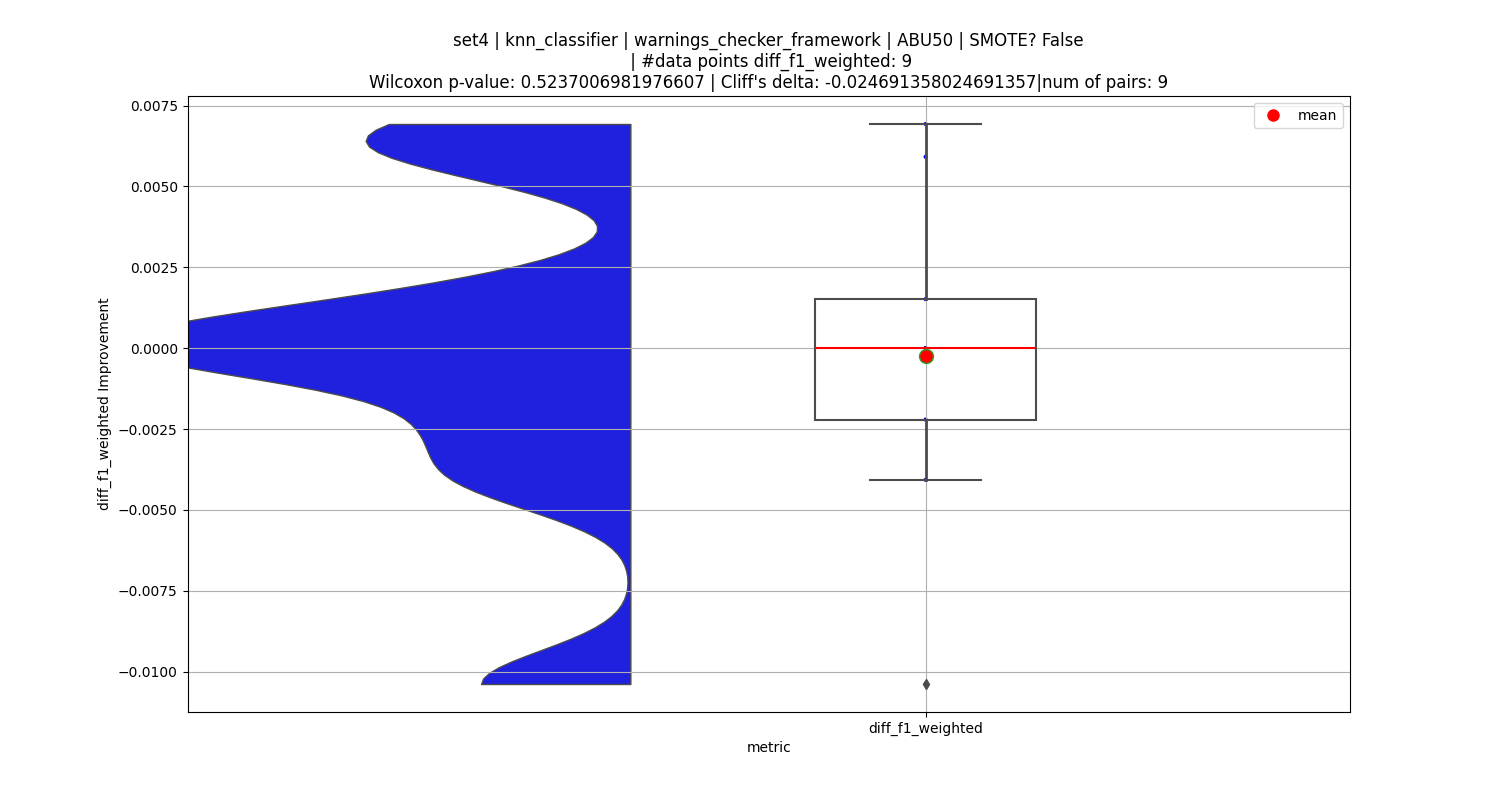 set4 | knn_classifier | warnings_checker_framework | ABU50 | SMOTE? False
| #data points diff_f1_weighted: 9
Wilcoxon p-value: 0.5237006981976607 | Cliff's delta: -0.024691358024691357|num of pairs: 9
mean
0.0075
0.0050
0.0025
0.0000
−0.0025
−0.0050
−0.0075
−0.0100
diff_f1_weighted Improvement
diff_f1_weighted
metric